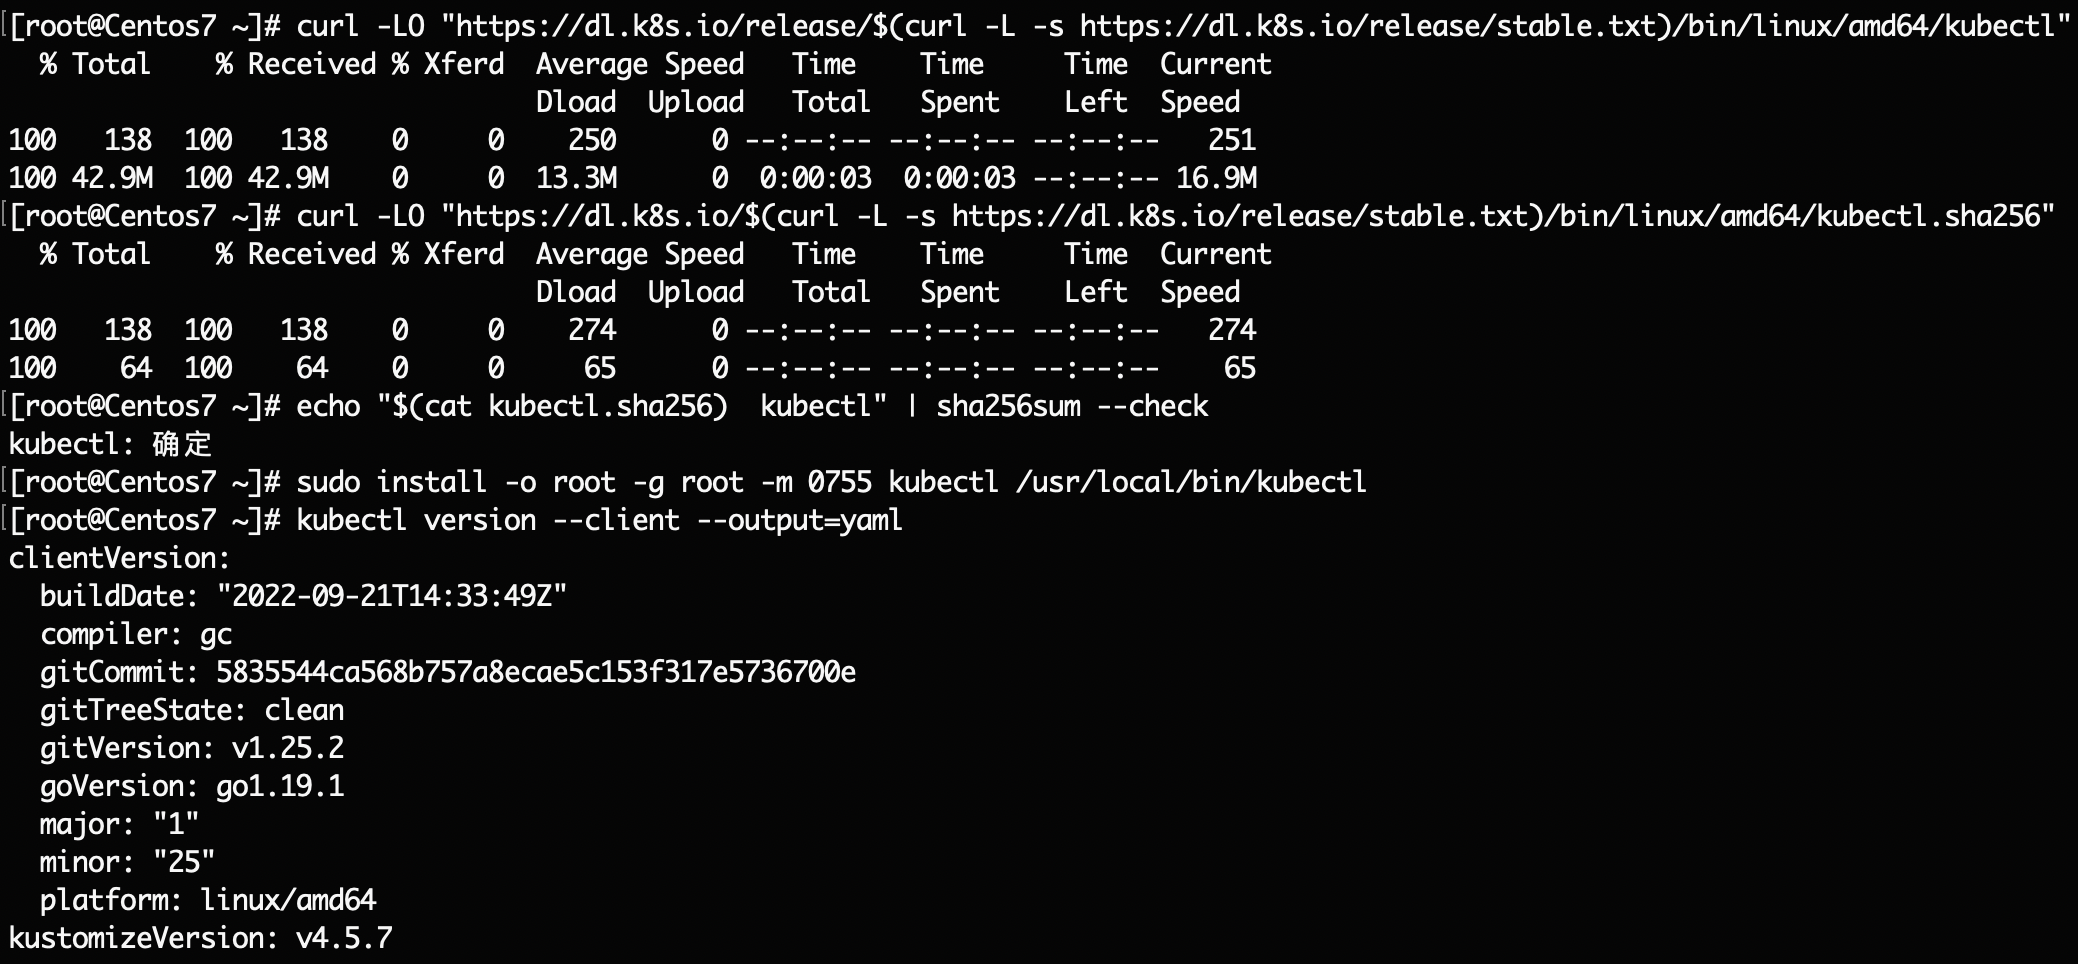 [root@Centos7 ~]# curl -LO "https://dl.k8s.io/release/$(curl -L -s https://dl.k8s.io/release/stable.txt)/bin/linux/amd64/kubectl"
  % Total    % Received % Xferd  Average Speed   Time    Time     Time  Current
                                 Dload  Upload   Total   Spent    Left  Speed
100   138  100   138    0     0    250      0 --:--:-- --:--:-- --:--:--   251
100 42.9M  100 42.9M    0     0  13.3M      0  0:00:03  0:00:03 --:--:-- 16.9M
[root@Centos7 ~]# curl -LO "https://dl.k8s.io/$(curl -L -s https://dl.k8s.io/release/stable.txt)/bin/linux/amd64/kubectl.sha256"
  % Total    % Received % Xferd  Average Speed   Time    Time     Time  Current
                                 Dload  Upload   Total   Spent    Left  Speed
100   138  100   138    0     0    274      0 --:--:-- --:--:-- --:--:--   274
100    64  100    64    0     0     65      0 --:--:-- --:--:-- --:--:--    65
[root@Centos7 ~]# echo "$(cat kubectl.sha256)  kubectl" | sha256sum --check
kubectl: 确定
[root@Centos7 ~]# sudo install -o root -g root -m 0755 kubectl /usr/local/bin/kubectl
[root@Centos7 ~]# kubectl version --client --output=yaml
clientVersion:
  buildDate: "2022-09-21T14:33:49Z"
  compiler: gc
  gitCommit: 5835544ca568b757a8ecae5c153f317e5736700e
  gitTreeState: clean
  gitVersion: v1.25.2
  goVersion: go1.19.1
  major: "1"
  minor: "25"
  platform: linux/amd64
kustomizeVersion: v4.5.7